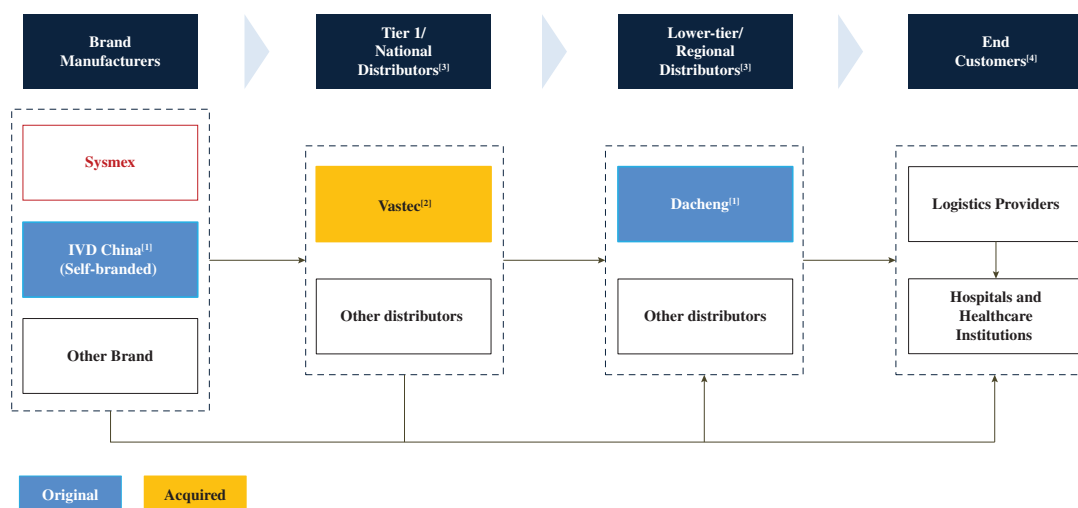 Brand
Manufacturers
Tier 1/
National
Distributors[3]
Lower-tier/
Regional
Distributors[3]
End
Customers[4]
Sysmex
IVD China[1]
(Self-branded)
Other Brand
Vastec[2]
Other distributors
Dacheng[1]
Other distributors
Logistics Providers
Hospitals and
Healthcare
Institutions
Original
Acquired